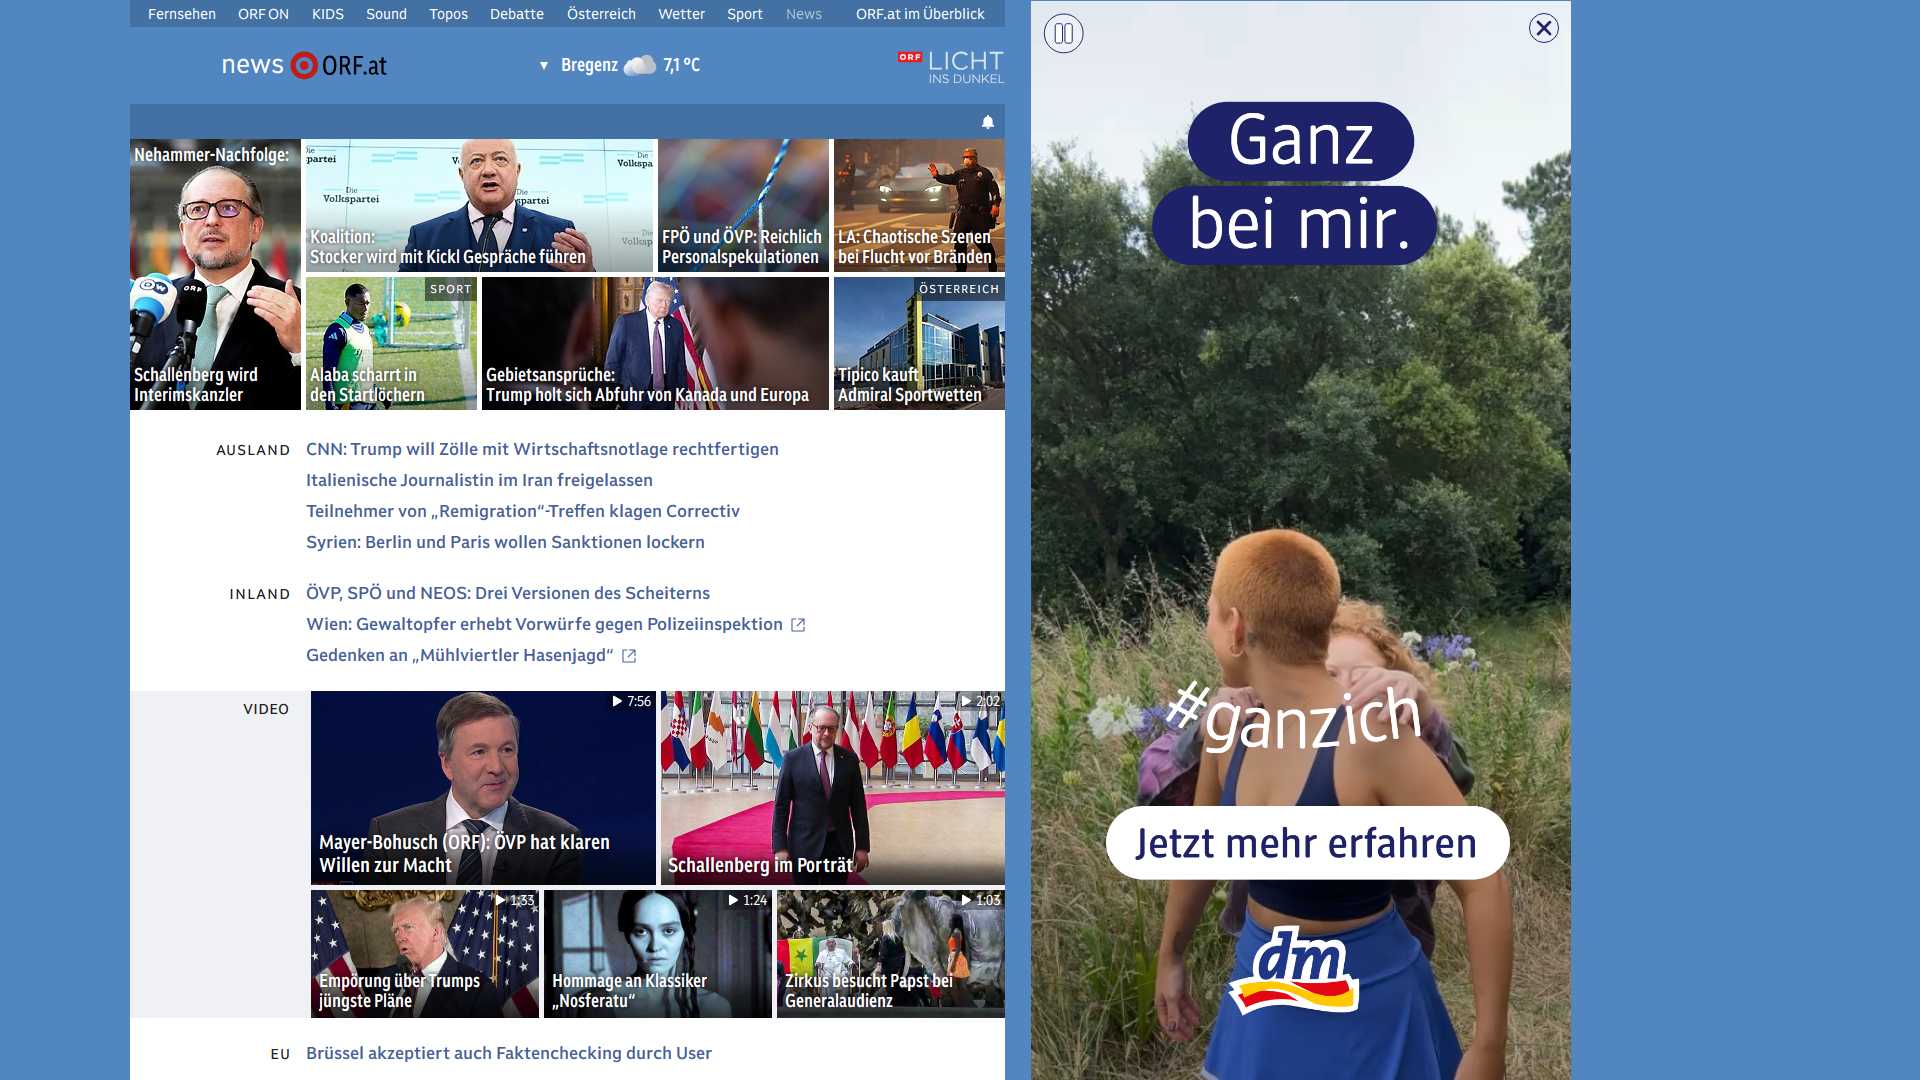 Fernsehen ORF ON KIDS Sound Topos Debatte Österreich Wetter Sport News ORF.at im Überblick
news ORF.at
Bregenz 7,1 °C
ORF LICHT
INS DUNKEL
Nehammer-Nachfolge:
Schallenberg wird
Interimskanzler
Die
Volkspartei
Koalition:
Stocker wird mit Kickl Gespräche führen
FPÖ und ÖVP: Reichlich
Personalspekulationen
LA: Chaotische Szenen
bei Flucht vor Bränden
SPORT
Alaba scharrt in
den Startlöchern
Gebietsansprüche:
Trump holt sich Abfuhr von Kanada und Europa
ÖSTERREICH
Tipico kauft
Admiral Sportwetten
AUSLAND
CNN: Trump will Zölle mit Wirtschaftsnotlage rechtfertigen
Italienische Journalistin im Iran freigelassen
Teilnehmer von „Remigration“-Treffen klagen Correctiv
Syrien: Berlin und Paris wollen Sanktionen lockern
INLAND
ÖVP, SPÖ und NEOS: Drei Versionen des Scheiterns
Wien: Gewaltopfer erhebt Vorwürfe gegen Polizeiinspektion
Gedenken an „Mühlviertler Hasenjagd“
VIDEO
7:56
Mayer-Bohusch (ORF): ÖVP hat klaren
Willen zur Macht
2:02
Schallenberg im Porträt
1:33
Empörung über Trumps
jüngste Pläne
1:24
Hommage an Klassiker
„Nosferatu“
1:03
Zirkus besucht Papst bei
Generalaudienz
EU
Brüssel akzeptiert auch Faktenchecking durch User
Ganz
bei mir.
#ganzich
Jetzt mehr erfahren
dm